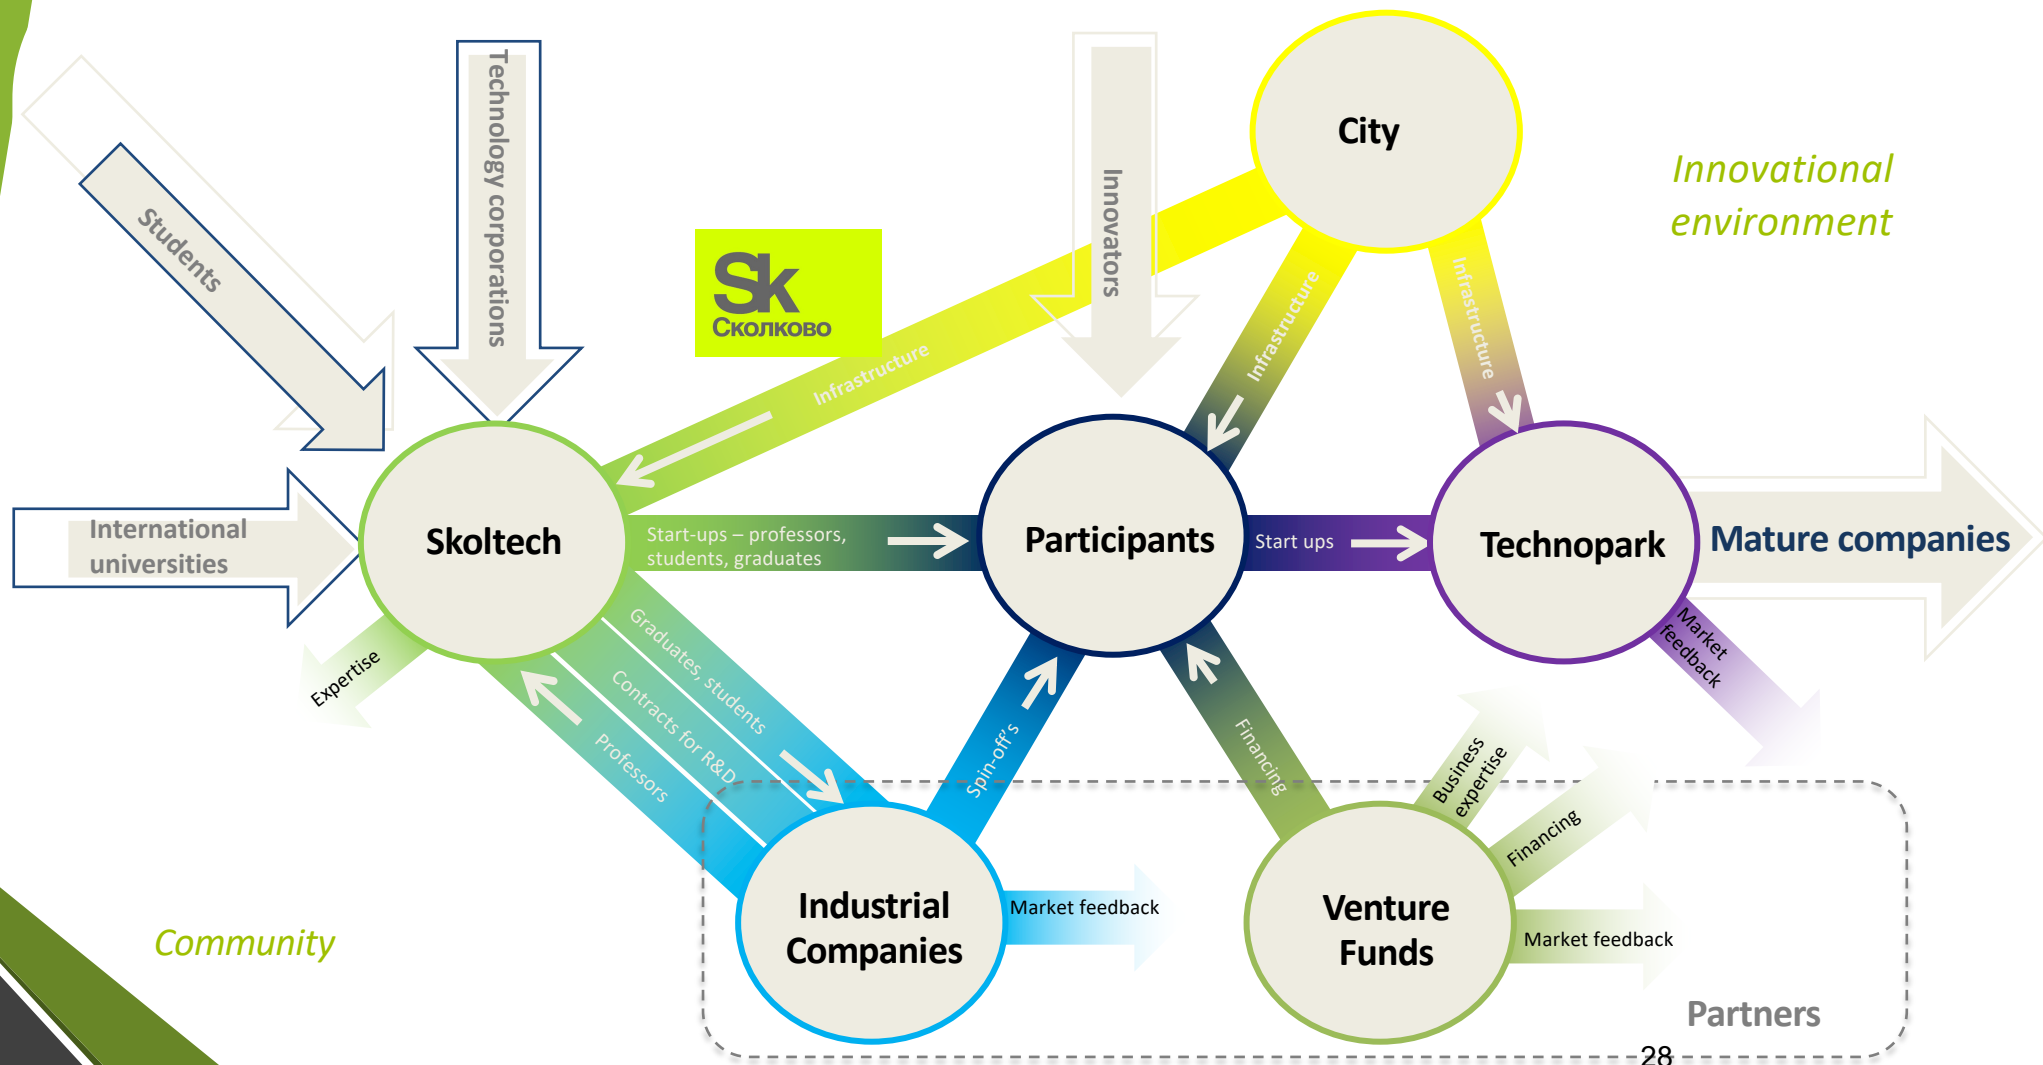 Technology corporations
Students
Innovators
City
Innovational
environment
Sk
Сколково
Infrastructure
Infrastructure
Infrastructure
International
universities
Skoltech
Start-ups – professors,
students, graduates
Participants
Start ups
Technopark
Mature companies
Expertise
Graduates, students
Contracts for R&D
Professors
Spin-off's
Financing
Business
expertise
Financing
Market
feedback
Industrial
Companies
Market feedback
Venture
Funds
Market feedback
Community
Partners
28